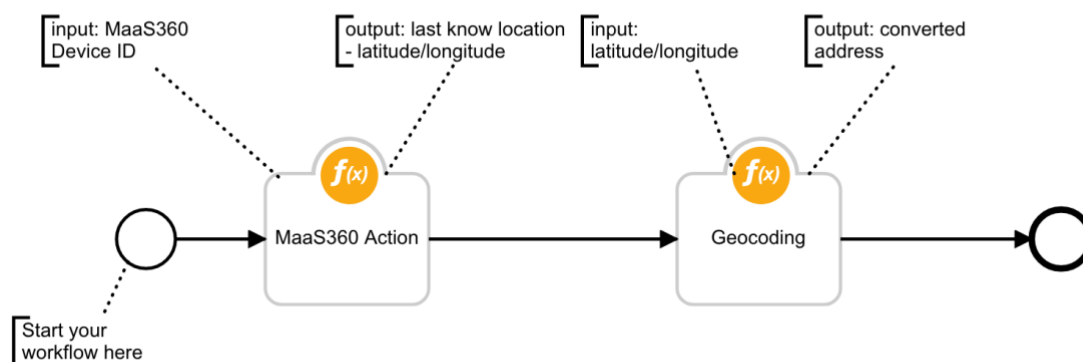 input: MaaS360
Device ID
output: last know location
- latitude/longitude
input:
latitude/longitude
output: converted
address
f(x)
f(x)
MaaS360 Action
Geocoding
Start your
workflow here